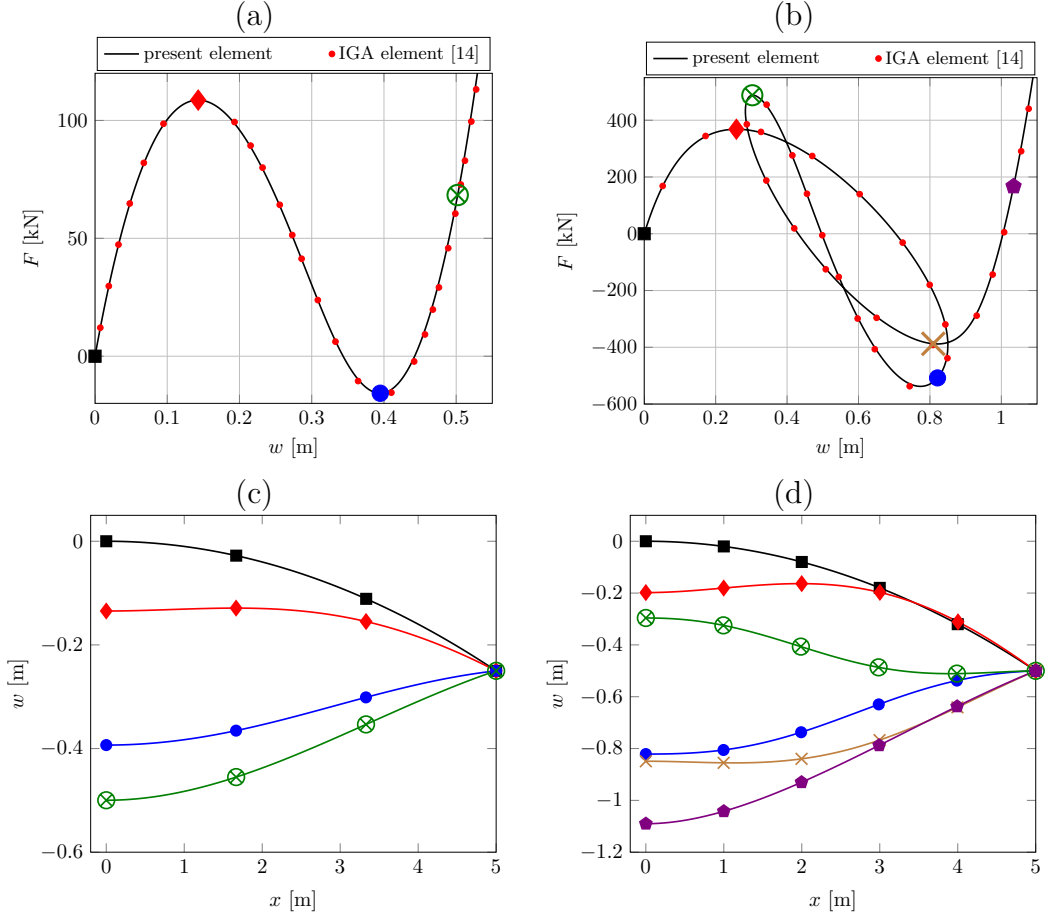 (a)
present element
IGA element [14]
100
50
0
F [kN]
0
0.1
0.2
0.3
0.4
0.5
w [m]
(b)
present element
IGA element [14]
400
200
0
−200
−400
−600
F [kN]
0
0.2
0.4
0.6
0.8
1
w [m]
(c)
0
−0.2
−0.4
−0.6
w [m]
0
1
2
3
4
5
x [m]
(d)
0
−0.2
−0.4
−0.6
−0.8
−1
−1.2
w [m]
0
1
2
3
4
5
x [m]